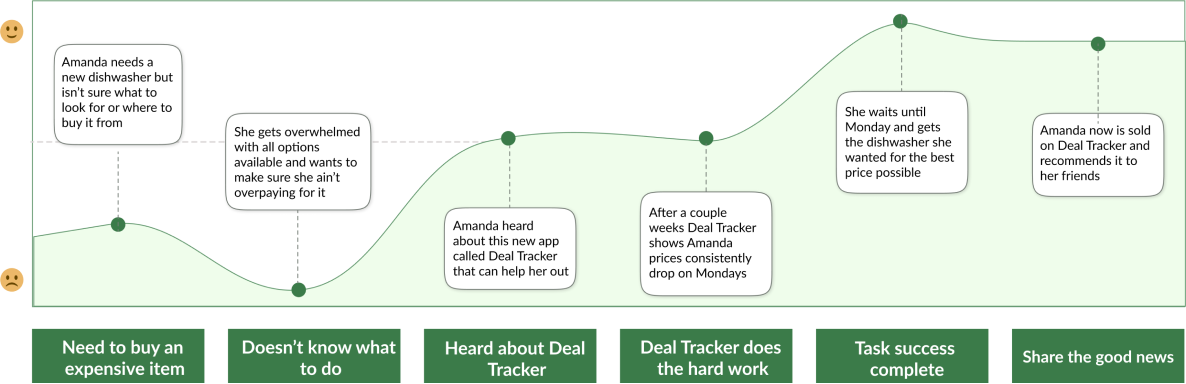 Amanda needs a
new dishwasher but
isn't sure what to
look for or where to
buy it from
She gets overwhelmed
with all options
available and wants to
make sure she ain't
overpaying for it
Amanda heard
about this new app
called Deal Tracker
that can help her out
After a couple
weeks Deal Tracker
shows Amanda
prices consistently
drop on Mondays
She waits until
Monday and gets
the dishwasher she
wanted for the best
price possible
Amanda now is sold
on Deal Tracker and
recommends it to
her friends
Need to buy an
expensive item
Doesn't know what
to do
Heard about Deal
Tracker
Deal Tracker does
the hard work
Task success
complete
Share the good news